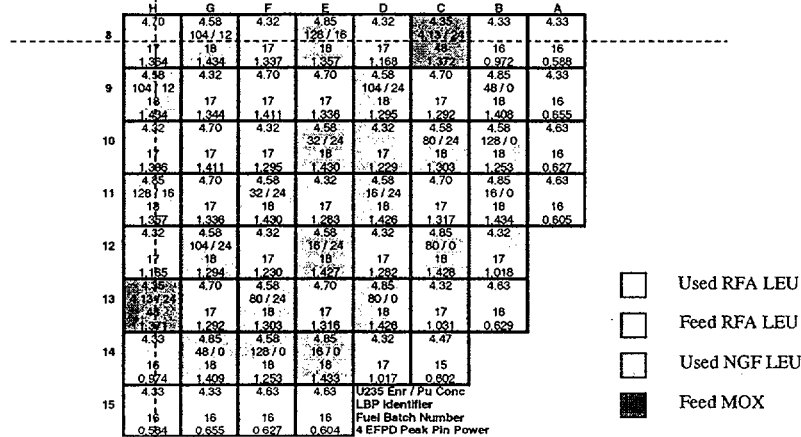 H G F E D C B A
8
4.70 4.58 4.32 4.85 4.32 4.35 4.33 4.33
104 / 12 128 / 16 4.13 / 24
17 18 17 18 17 48 16 16
1.364 1.434 1.337 1.357 1.168 1.372 0.972 0.588
9
4.58 4.32 4.70 4.70 4.58 4.70 4.85 4.33
104 / 12 104 / 24 48 / 0
18 17 17 17 18 17 18 16
1.434 1.344 1.411 1.336 1.295 1.292 1.408 0.655
10
4.32 4.70 4.32 4.58 4.32 4.58 4.58 4.63
32 / 24 80 / 24 128 / 0
17 17 17 18 17 18 18 16
1.411 1.295 1.430 1.229 1.303 1.253 0.627
11
4.85 4.70 4.58 4.32 4.58 4.70 4.85 4.63
128 / 16 32 / 24 16 / 24 16 / 0
18 17 18 17 18 17 18 16
1.357 1.336 1.430 1.283 1.426 1.317 1.434 0.605
12
4.32 4.58 4.32 4.58 4.32 4.85 4.32
104 / 24 16 / 24 80 / 0
17 18 17 18 17 18 17
1.165 1.294 1.230 1.427 1.282 1.428 1.018
13
4.35 4.70 4.58 4.70 4.85 4.32 4.63
4.13 / 24 80 / 24 80 / 0
48 17 18 17 18 17 16
1.371 1.292 1.303 1.316 1.426 1.031 0.629
14
4.33 4.85 4.58 4.85 4.32 4.47
48 / 0 128 / 0 16 / 0
16 18 18 18 17 15
0.974 1.409 1.253 1.433 1.017 0.602
15
4.33 4.33 4.63 4.63
16 16 16 16
0.584 0.655 0.627 0.604
U235 Enr / Pu Conc
LBP Identifier
Fuel Batch Number
4 EFPD Peak Pin Power
Used RFA LEU
Feed RFA LEU
Used NGF LEU
Feed MOX